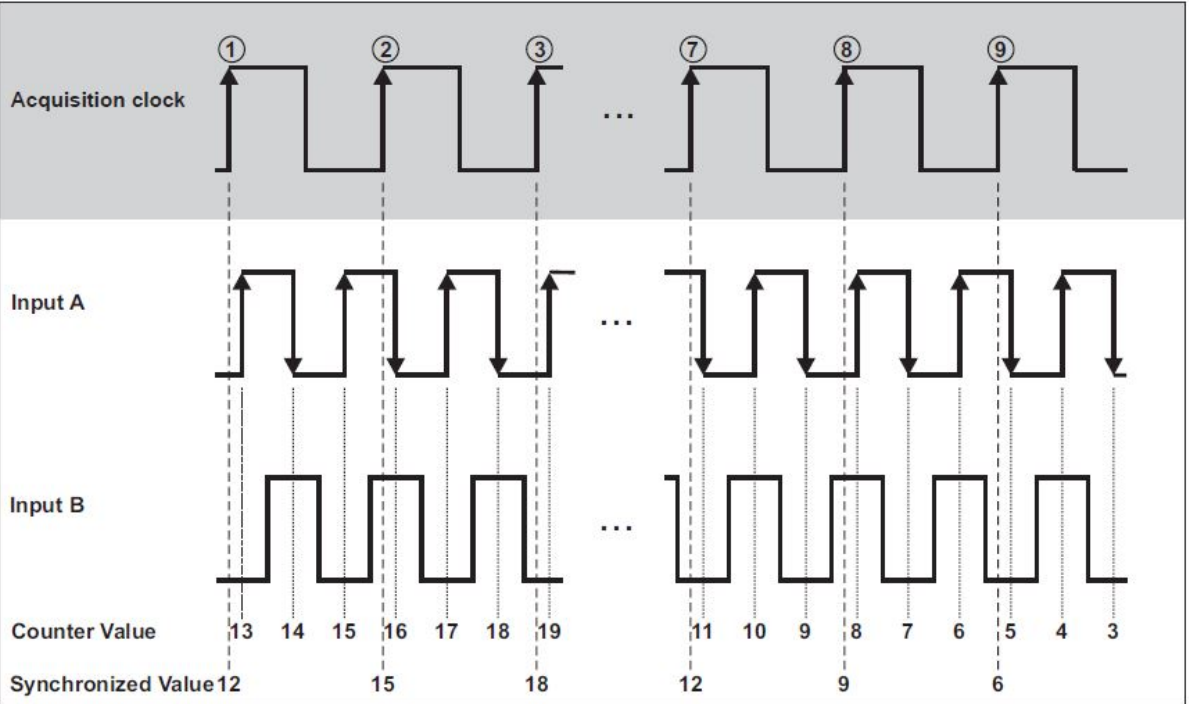 ① ② ③ ⑦ ⑧ ⑨
Acquisition clock ...
Input A ...
Input B ...
Counter Value 13 14 15 16 17 18 19 11 10 9 8 7 6 5 4 3
Synchronized Value 12 15 18 12 9 6